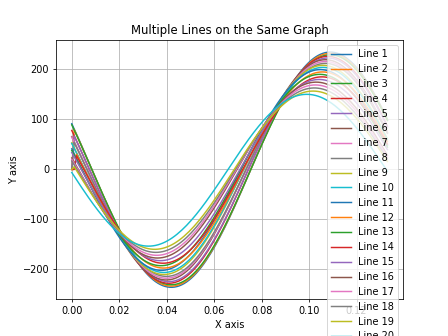 Multiple Lines on the Same Graph
Y axis
200
100
0
−100
−200
0.00
0.02
0.04
0.06
0.08
0.10
X axis
Line 1
Line 2
Line 3
Line 4
Line 5
Line 6
Line 7
Line 8
Line 9
Line 10
Line 11
Line 12
Line 13
Line 14
Line 15
Line 16
Line 17
Line 18
Line 19
Line 20